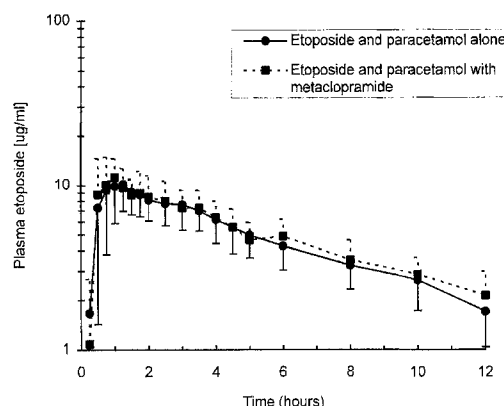 100
Etoposide and paracetamol alone
Etoposide and paracetamol with
metaclopramide
Plasma etoposide [ug/ml]
10
1
0 2 4 6 8 10 12
Time (hours)